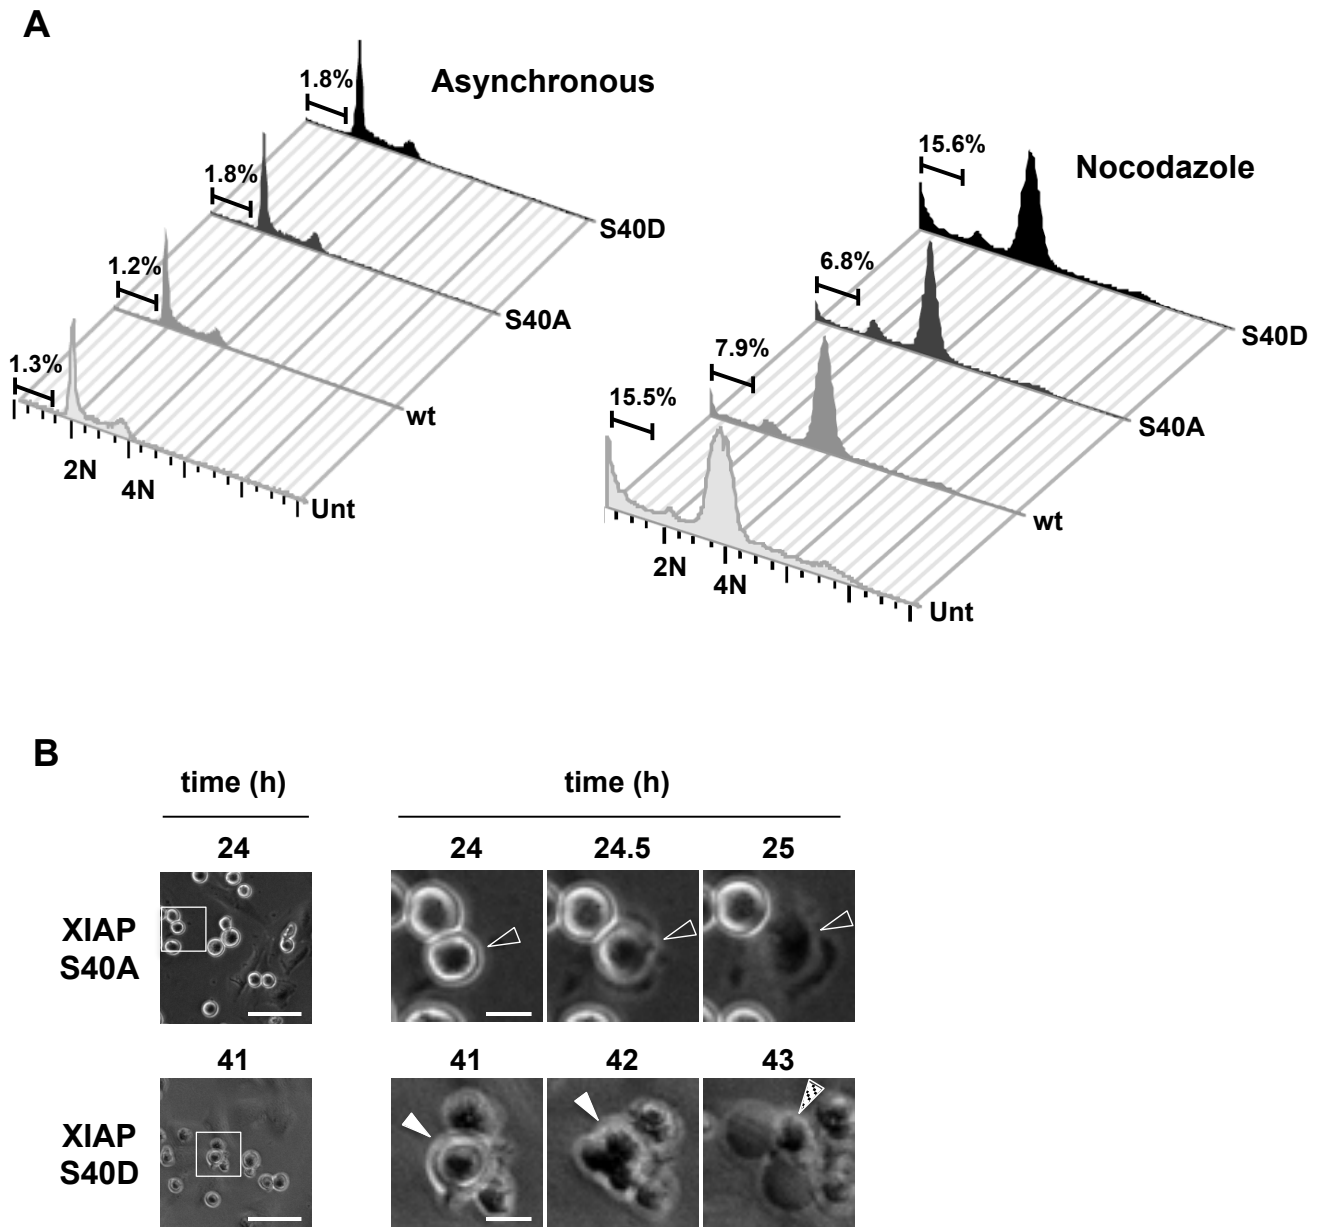 A
Asynchronous
1.8%
S40D
1.8%
S40A
1.2%
wt
1.3%
2N
4N
Unt
Nocodazole
15.6%
S40D
6.8%
S40A
7.9%
wt
15.5%
2N
4N
Unt
B
time (h)
time (h)
24
24
24.5
25
XIAP
S40A
41
41
42
43
XIAP
S40D